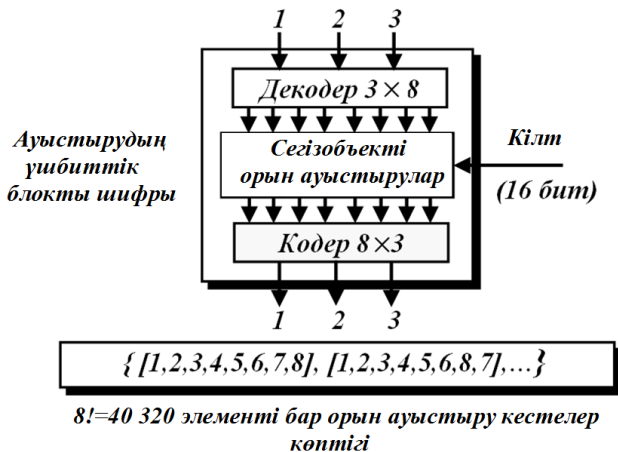 1 2 3
Декодер 3 × 8
Ауыстырудың
үшбиттік
блокты шифры
Сегізобъекті
орын ауыстырулар
Кілт
(16 бит)
Кодер 8 ×3
1 2 3
{ [1,2,3,4,5,6,7,8], [1,2,3,4,5,6,8,7],...}
8!=40 320 элементі бар орын ауыстыру кестелер
көптігі